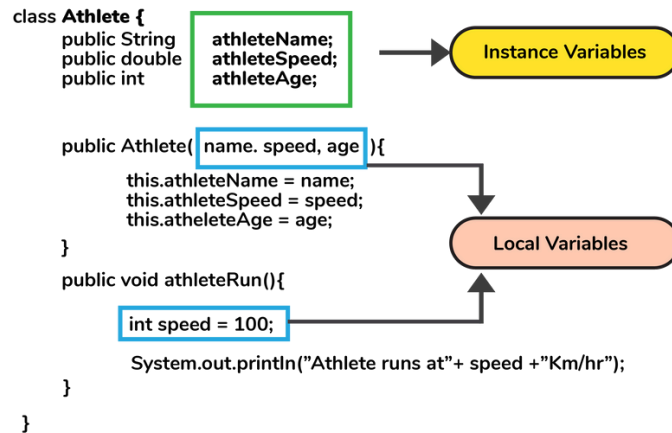 class Athlete {
public String athleteName;
public double athleteSpeed;
public int athleteAge;
Instance Variables
public Athlete( name. speed, age ){
this.athleteName = name;
this.athleteSpeed = speed;
this.atheleteAge = age;
}
Local Variables
public void athleteRun(){
int speed = 100;
System.out.println(”Athlete runs at”+ speed +”Km/hr”);
}
}